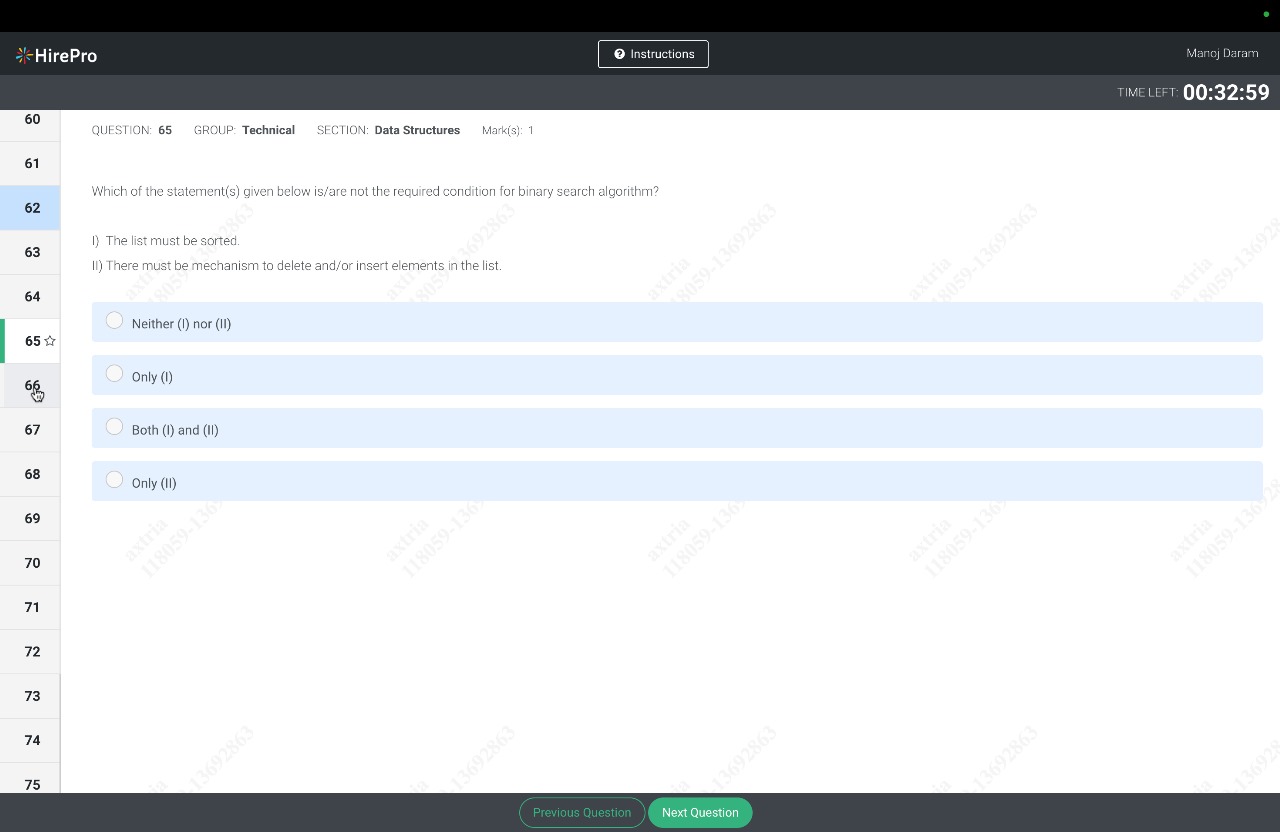 HirePro
Instructions
Manoj Daram
TIME LEFT: 00:32:59
60
61
62
63
64
65
66
67
68
69
70
71
72
73
74
75
QUESTION: 65 GROUP: Technical SECTION: Data Structures Mark(s): 1
Which of the statement(s) given below is/are not the required condition for binary search algorithm?
I) The list must be sorted.
II) There must be mechanism to delete and/or insert elements in the list.
Neither (I) nor (II)
Only (I)
Both (I) and (II)
Only (II)
axtria
118059-13692863
Previous Question
Next Question